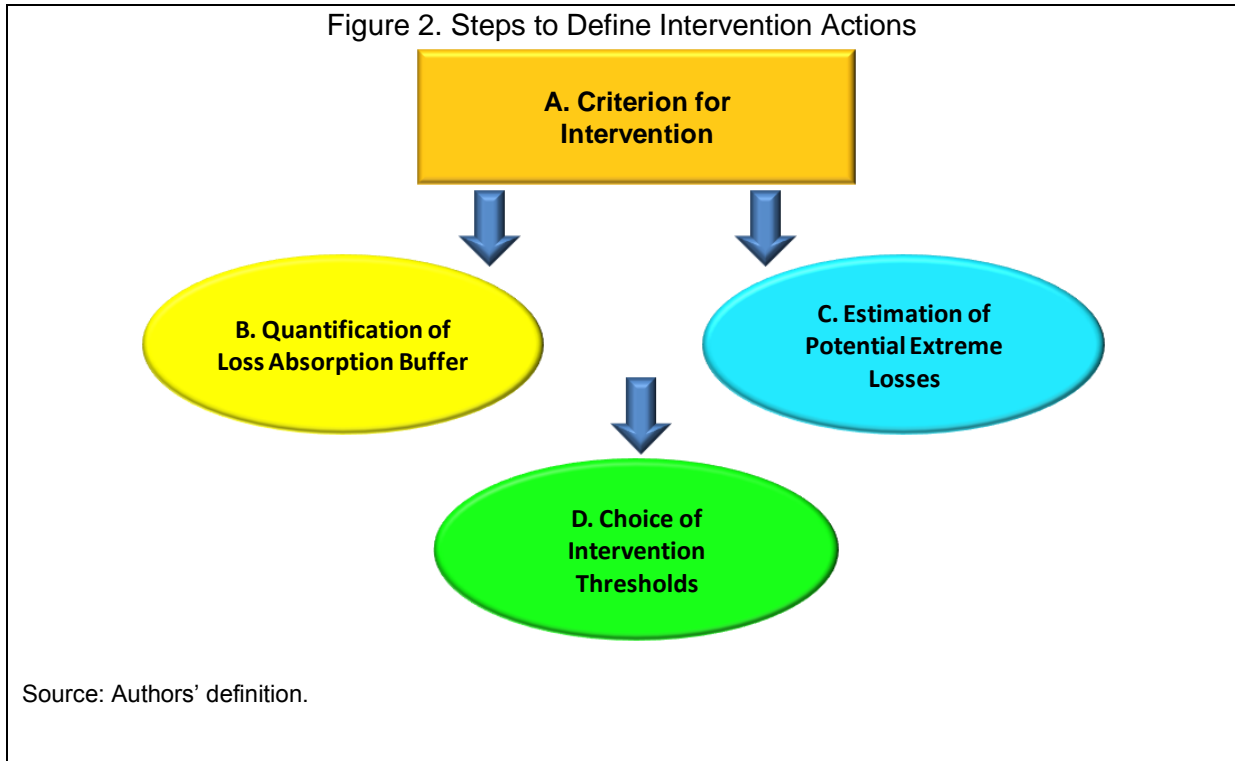 Figure 2. Steps to Define Intervention Actions
A. Criterion for
Intervention
B. Quantification of
Loss Absorption Buffer
C. Estimation of
Potential Extreme
Losses
D. Choice of
Intervention
Thresholds
Source: Authors’ definition.